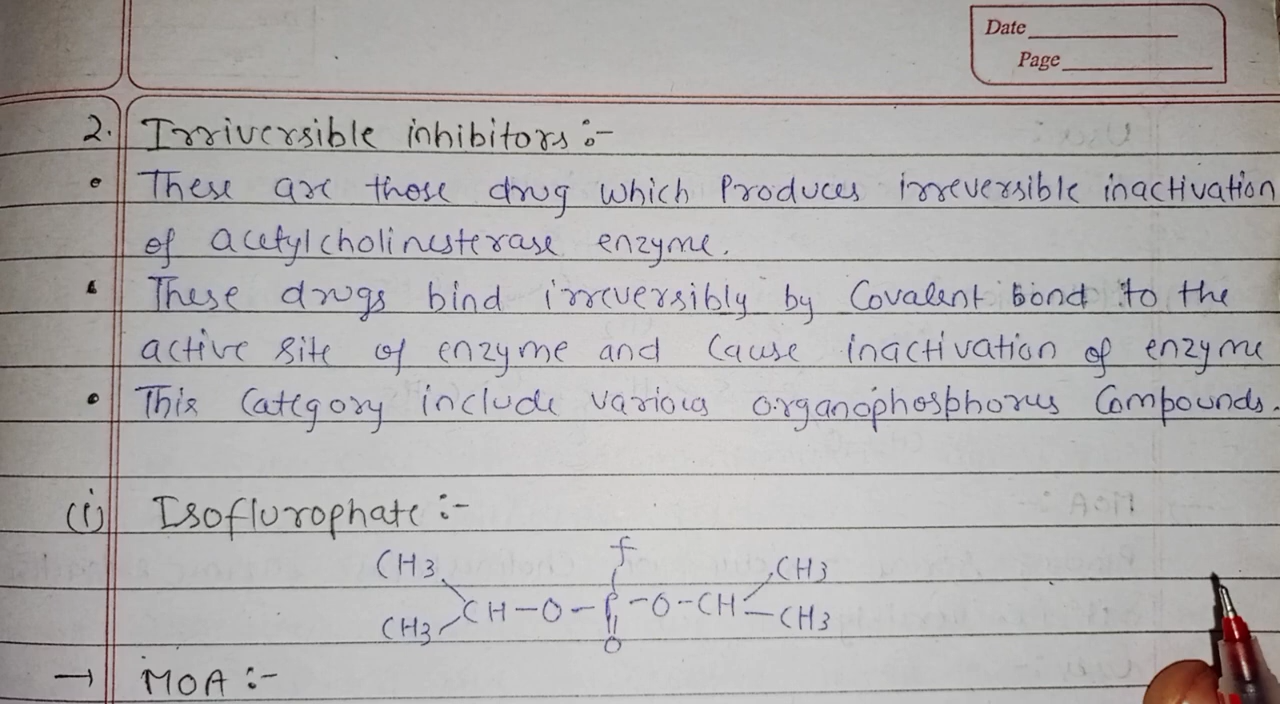 Date
Page
2. Irriversible inhibitors :-
• These are those drug which Produces irreversible inactivation
of acetylcholinesterase enzyme.
• These drugs bind irreversibly by Covalent bond to the
active site of enzyme and Cause inactivation of enzyme
• This Category include various organophosphorus Compounds.
(i) Isoflurophate :-
CH3 F CH3
CH-O-P-O-CH
CH3 O CH3
→ MOA :-